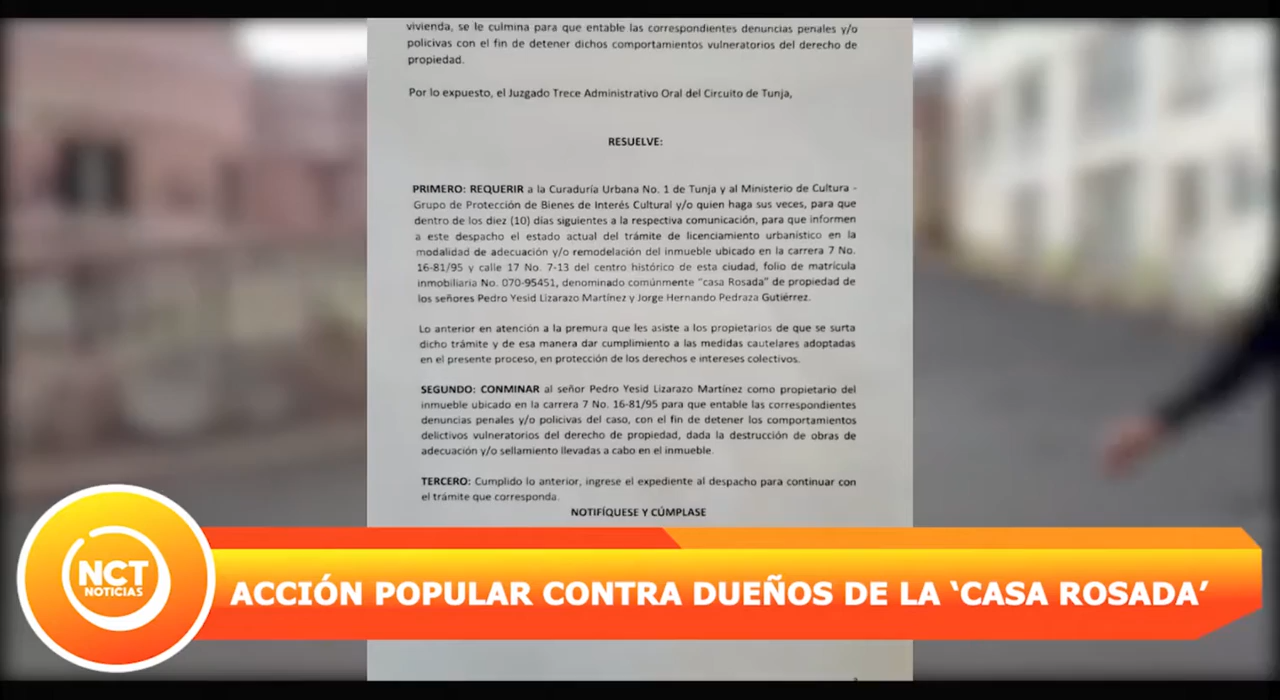 vivienda, se le culmina para que entable las correspondientes denuncias penales y/o
policivas con el fin de detener dichos comportamientos vulneratorios del derecho de
propiedad.
Por lo expuesto, el Juzgado Trece Administrativo Oral del Circuito de Tunja,
RESUELVE:
PRIMERO: REQUERIR a la Curaduría Urbana No. 1 de Tunja y al Ministerio de Cultura -
Grupo de Protección de Bienes de Interés Cultural y/o quien haga sus veces, para que
dentro de los diez (10) días siguientes a la respectiva comunicación, para que informen
a este despacho el estado actual del trámite de licenciamiento urbanístico en la
modalidad de adecuación y/o remodelación del inmueble ubicado en la carrera 7 No.
16-81/95 y calle 17 No. 7-13 del centro histórico de esta ciudad, folio de matrícula
inmobiliaria No. 070-95451, denominado comúnmente "casa Rosada" de propiedad de
los señores Pedro Yesid Lizarazo Martínez y Jorge Hernando Pedraza Gutiérrez.
Lo anterior en atención a la premura que les asiste a los propietarios de que se surta
dicho trámite y de esa manera dar cumplimiento a las medidas cautelares adoptadas
en el presente proceso, en protección de los derechos e intereses colectivos.
SEGUNDO: CONMINAR al señor Pedro Yesid Lizarazo Martínez como propietario del
inmueble ubicado en la carrera 7 No. 16-81/95 para que entable las correspondientes
denuncias penales y/o policivas del caso, con el fin de detener los comportamientos
delictivos vulneratorios del derecho de propiedad, dada la destrucción de obras de
adecuación y/o sellamiento llevadas a cabo en el inmueble.
TERCERO: Cumplido lo anterior, ingrese el expediente al despacho para continuar con
el trámite que corresponda.
NOTIFÍQUESE Y CÚMPLASE
NCT
NOTICIAS
ACCIÓN POPULAR CONTRA DUEÑOS DE LA ‘CASA ROSADA’